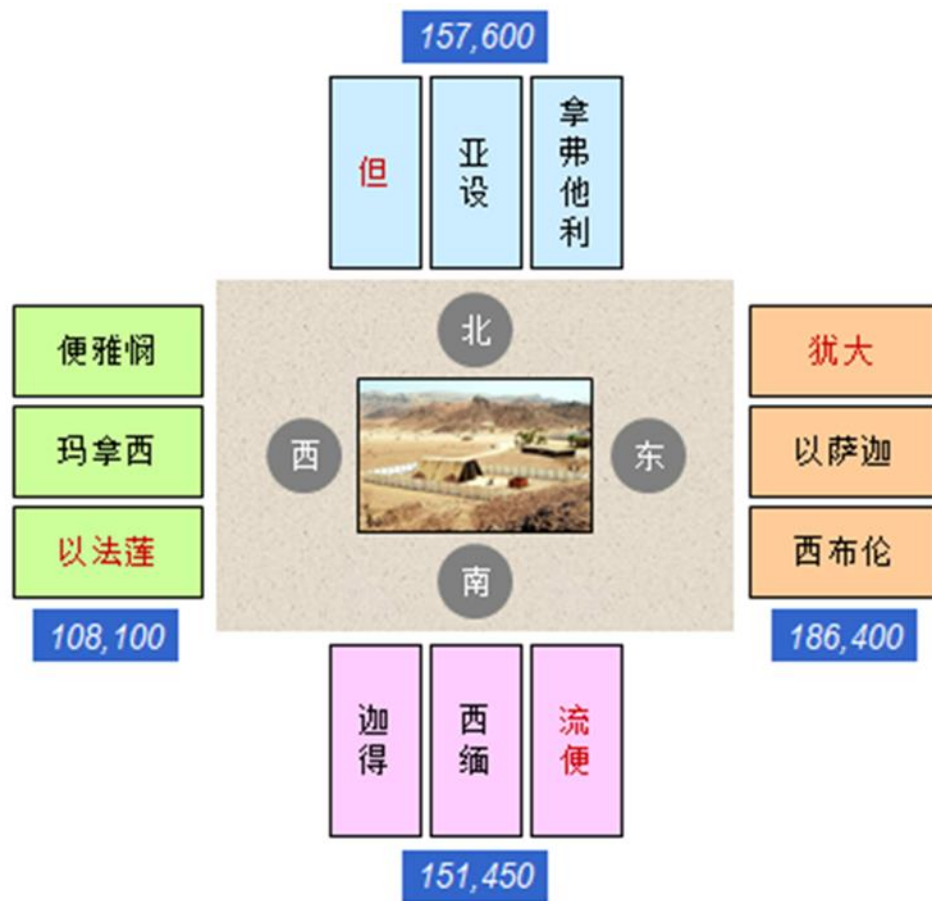 157,600
但
亚设
拿弗他利
北
便雅悯
玛拿西
以法莲
108,100
西
东
犹大
以萨迦
西布伦
186,400
南
迦得
西缅
流便
151,450